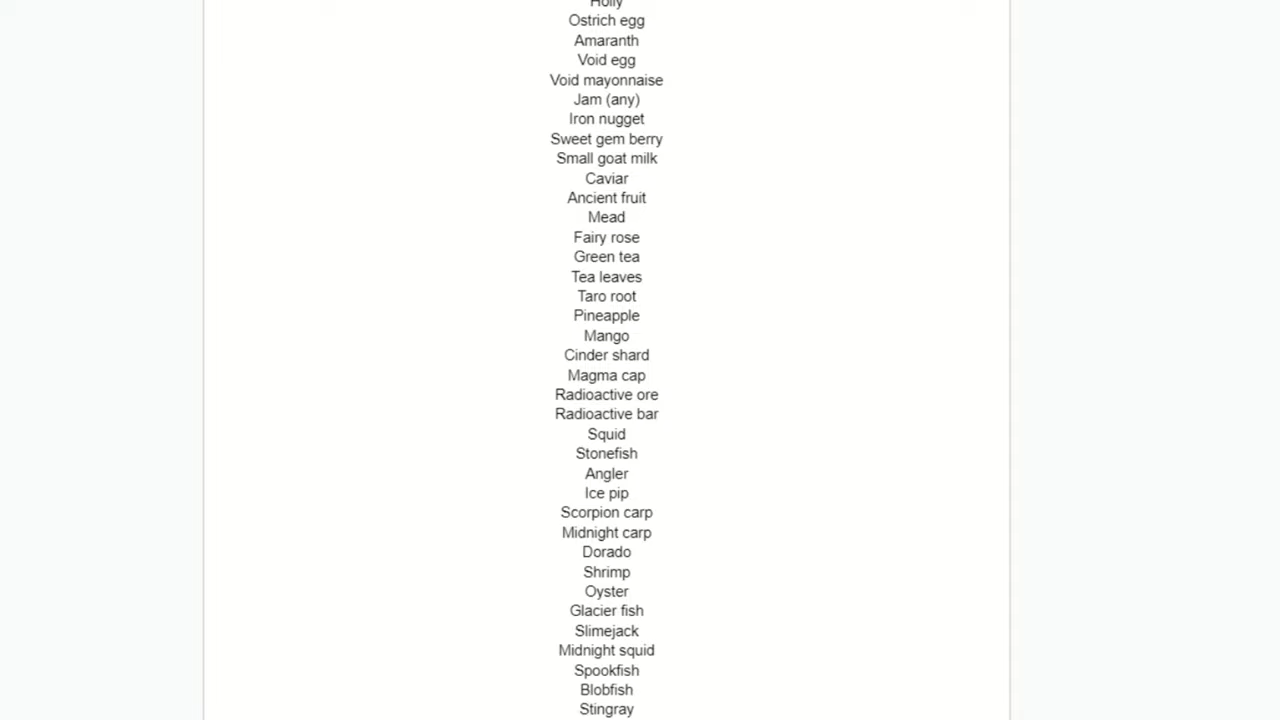 Holly
Ostrich egg
Amaranth
Void egg
Void mayonnaise
Jam (any)
Iron nugget
Sweet gem berry
Small goat milk
Caviar
Ancient fruit
Mead
Fairy rose
Green tea
Tea leaves
Taro root
Pineapple
Mango
Cinder shard
Magma cap
Radioactive ore
Radioactive bar
Squid
Stonefish
Angler
Ice pip
Scorpion carp
Midnight carp
Dorado
Shrimp
Oyster
Glacier fish
Slimejack
Midnight squid
Spookfish
Blobfish
Stingray